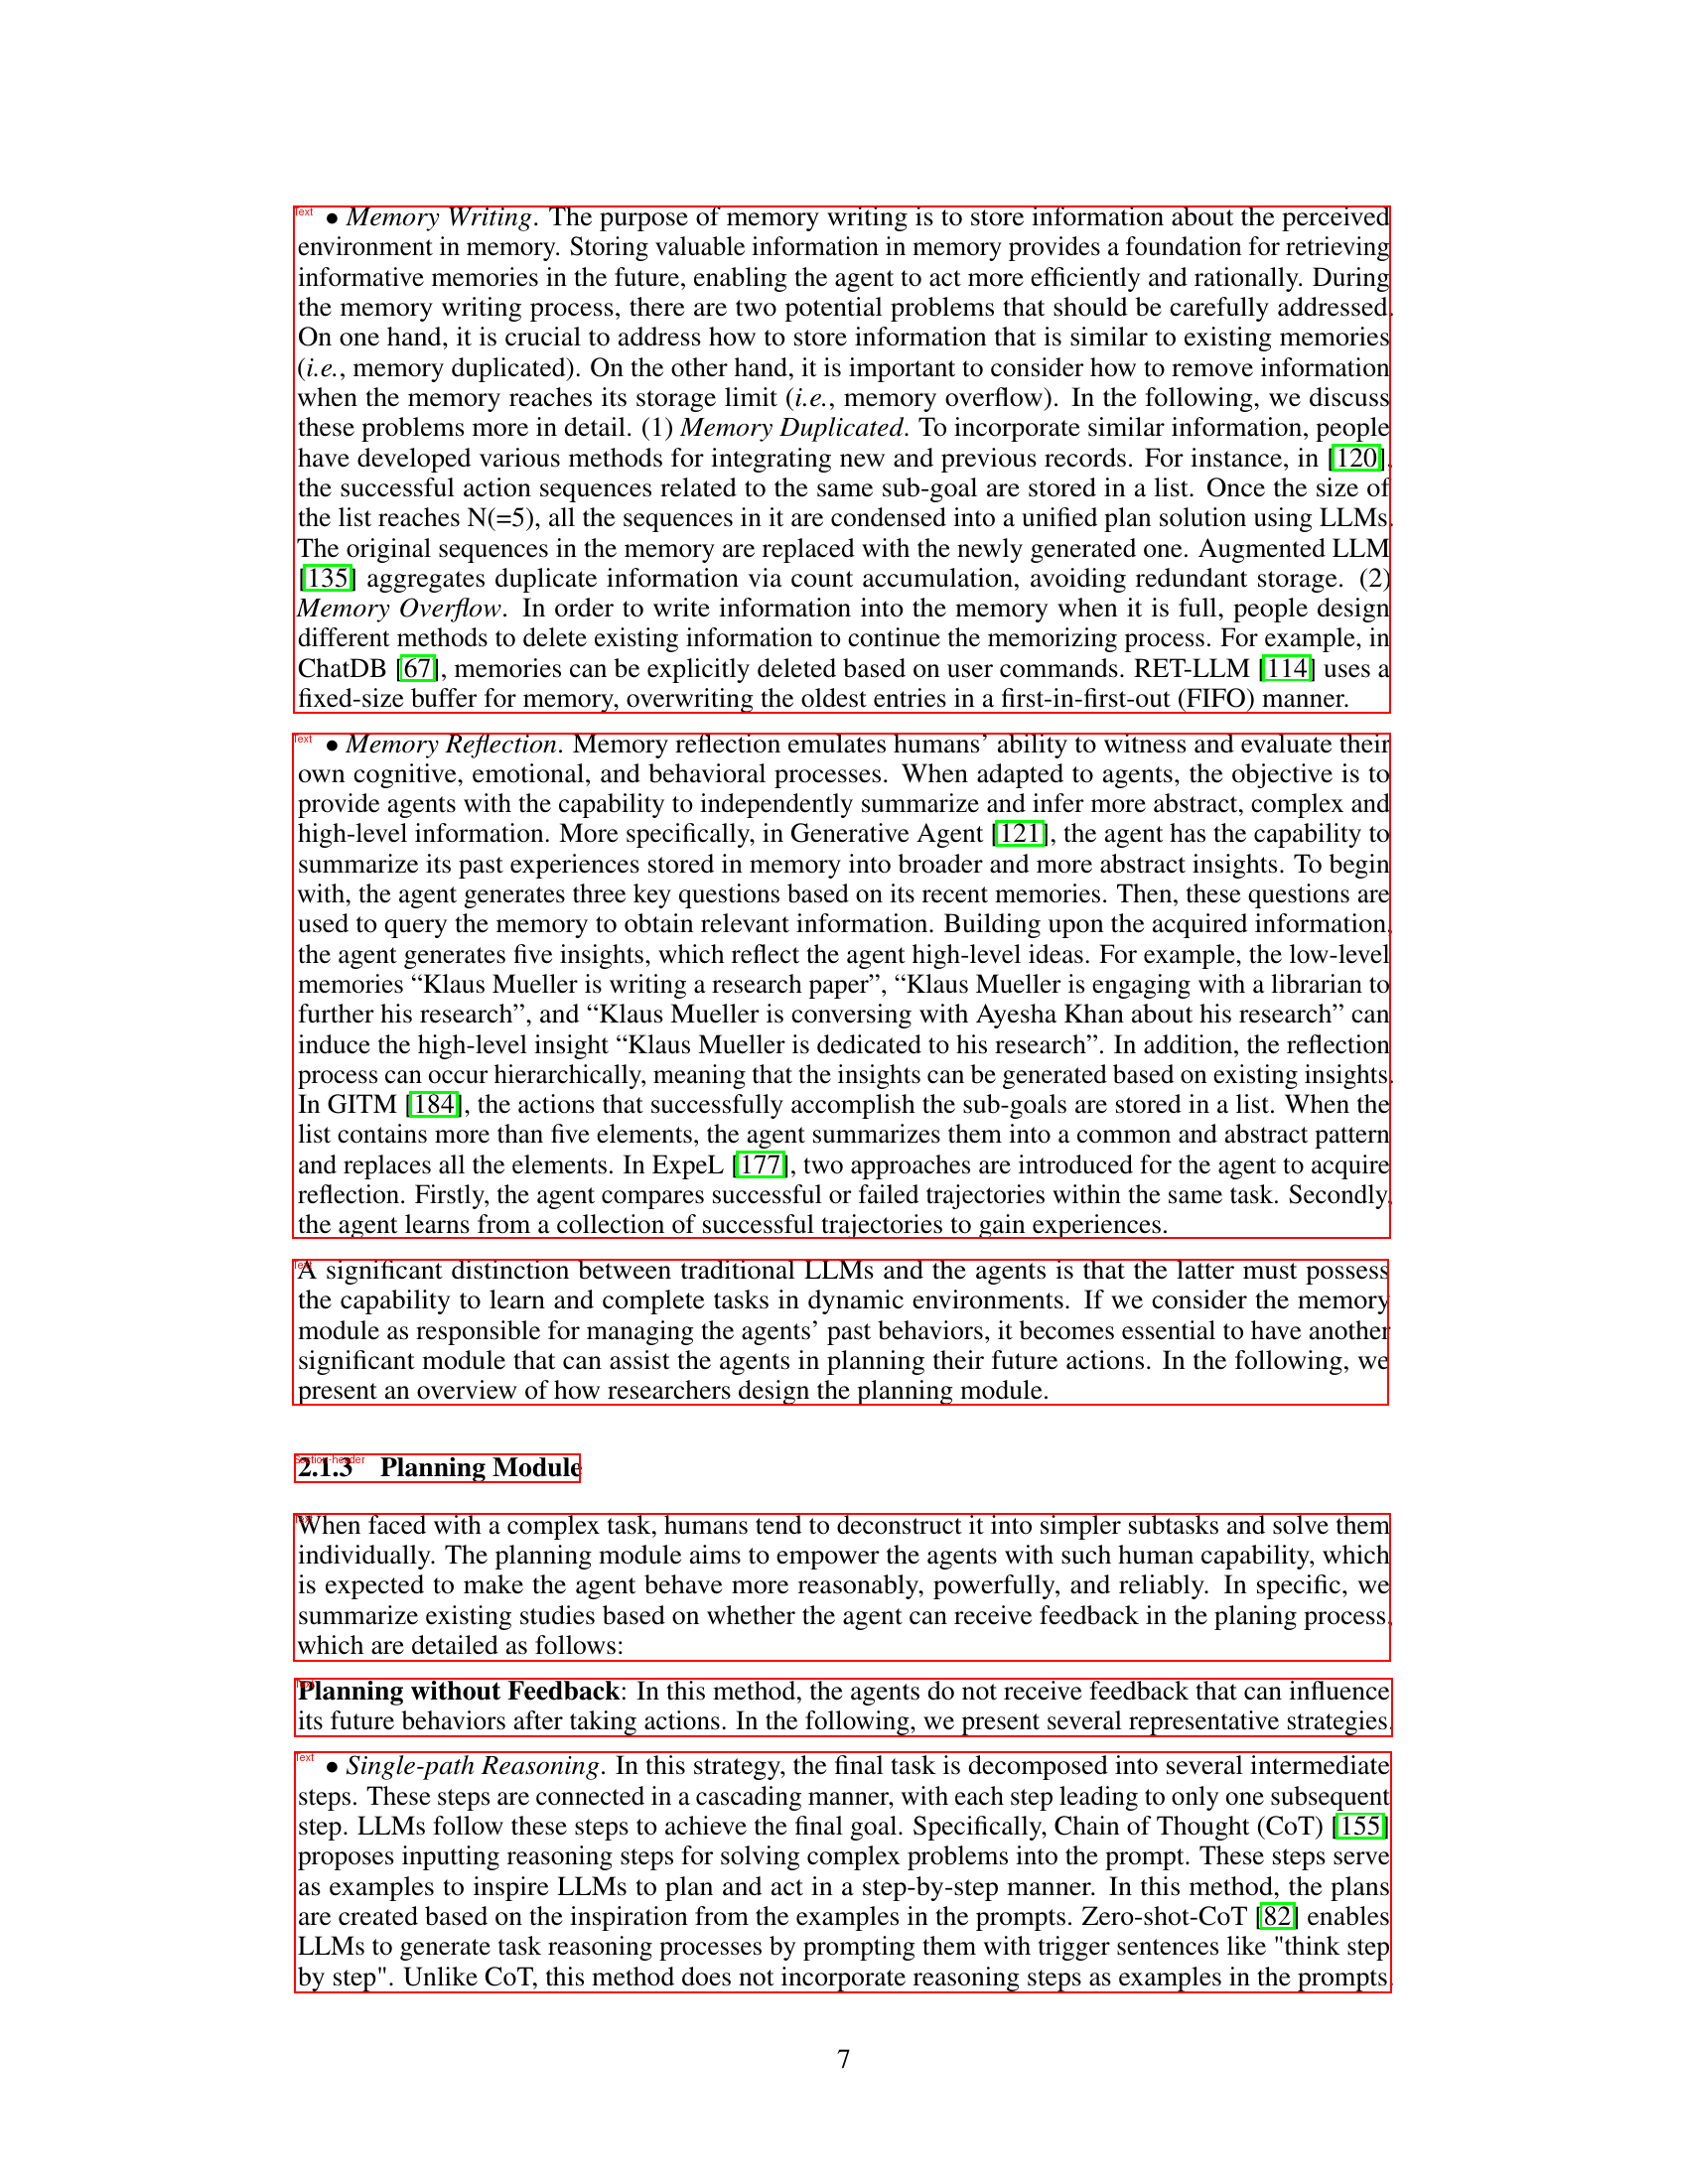 Text
• Memory Writing. The purpose of memory writing is to store information about the perceived
environment in memory. Storing valuable information in memory provides a foundation for retrieving
informative memories in the future, enabling the agent to act more efficiently and rationally. During
the memory writing process, there are two potential problems that should be carefully addressed.
On one hand, it is crucial to address how to store information that is similar to existing memories
(i.e., memory duplicated). On the other hand, it is important to consider how to remove information
when the memory reaches its storage limit (i.e., memory overflow). In the following, we discuss
these problems more in detail. (1) Memory Duplicated. To incorporate similar information, people
have developed various methods for integrating new and previous records. For instance, in [120],
the successful action sequences related to the same sub-goal are stored in a list. Once the size of
the list reaches N(=5), all the sequences in it are condensed into a unified plan solution using LLMs.
The original sequences in the memory are replaced with the newly generated one. Augmented LLM
[135] aggregates duplicate information via count accumulation, avoiding redundant storage. (2)
Memory Overflow. In order to write information into the memory when it is full, people design
different methods to delete existing information to continue the memorizing process. For example, in
ChatDB [67], memories can be explicitly deleted based on user commands. RET-LLM [114] uses a
fixed-size buffer for memory, overwriting the oldest entries in a first-in-first-out (FIFO) manner.
Text
• Memory Reflection. Memory reflection emulates humans’ ability to witness and evaluate their
own cognitive, emotional, and behavioral processes. When adapted to agents, the objective is to
provide agents with the capability to independently summarize and infer more abstract, complex and
high-level information. More specifically, in Generative Agent [121], the agent has the capability to
summarize its past experiences stored in memory into broader and more abstract insights. To begin
with, the agent generates three key questions based on its recent memories. Then, these questions are
used to query the memory to obtain relevant information. Building upon the acquired information,
the agent generates five insights, which reflect the agent high-level ideas. For example, the low-level
memories “Klaus Mueller is writing a research paper”, “Klaus Mueller is engaging with a librarian to
further his research”, and “Klaus Mueller is conversing with Ayesha Khan about his research” can
induce the high-level insight “Klaus Mueller is dedicated to his research”. In addition, the reflection
process can occur hierarchically, meaning that the insights can be generated based on existing insights.
In GITM [184], the actions that successfully accomplish the sub-goals are stored in a list. When the
list contains more than five elements, the agent summarizes them into a common and abstract pattern
and replaces all the elements. In ExpeL [177], two approaches are introduced for the agent to acquire
reflection. Firstly, the agent compares successful or failed trajectories within the same task. Secondly,
the agent learns from a collection of successful trajectories to gain experiences.
Text
A significant distinction between traditional LLMs and the agents is that the latter must possess
the capability to learn and complete tasks in dynamic environments. If we consider the memory
module as responsible for managing the agents’ past behaviors, it becomes essential to have another
significant module that can assist the agents in planning their future actions. In the following, we
present an overview of how researchers design the planning module.
Section-header
2.1.3 Planning Module
Text
When faced with a complex task, humans tend to deconstruct it into simpler subtasks and solve them
individually. The planning module aims to empower the agents with such human capability, which
is expected to make the agent behave more reasonably, powerfully, and reliably. In specific, we
summarize existing studies based on whether the agent can receive feedback in the planing process,
which are detailed as follows:
Text
Planning without Feedback: In this method, the agents do not receive feedback that can influence
its future behaviors after taking actions. In the following, we present several representative strategies.
Text
• Single-path Reasoning. In this strategy, the final task is decomposed into several intermediate
steps. These steps are connected in a cascading manner, with each step leading to only one subsequent
step. LLMs follow these steps to achieve the final goal. Specifically, Chain of Thought (CoT) [155]
proposes inputting reasoning steps for solving complex problems into the prompt. These steps serve
as examples to inspire LLMs to plan and act in a step-by-step manner. In this method, the plans
are created based on the inspiration from the examples in the prompts. Zero-shot-CoT [82] enables
LLMs to generate task reasoning processes by prompting them with trigger sentences like "think step
by step". Unlike CoT, this method does not incorporate reasoning steps as examples in the prompts.
7